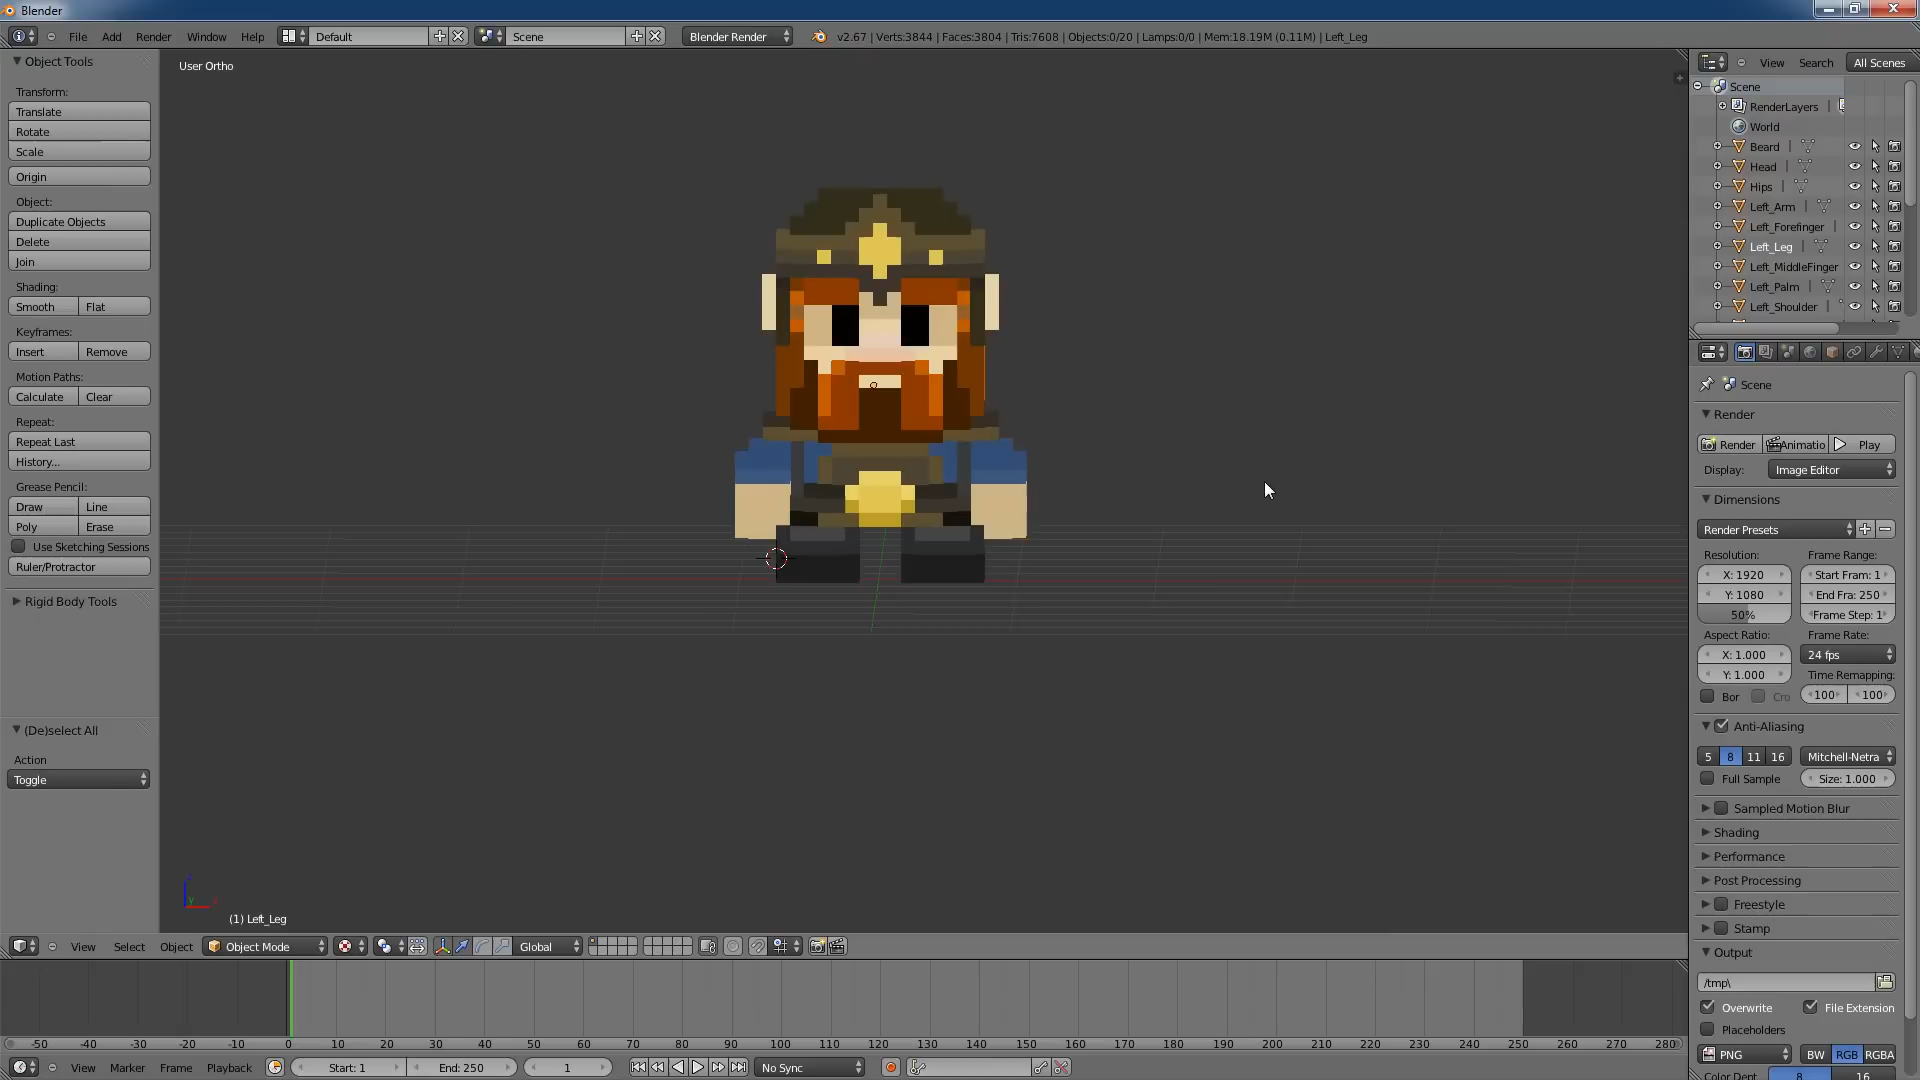 Blender
File Add Render Window Help Default Scene Blender Render v2.67 | Verts:3844 | Faces:3804 | Tris:7608 | Objects:0/20 | Lamps:0/0 | Mem:18.19M (0.11M) | Left_Leg
Object Tools
Transform:
Translate
Rotate
Scale
Origin
Object:
Duplicate Objects
Delete
Join
Shading:
Smooth Flat
Keyframes:
Insert Remove
Motion Paths:
Calculate Clear
Repeat:
Repeat Last
History...
Grease Pencil:
Draw Line
Poly Erase
Use Sketching Sessions
Ruler/Protractor
Rigid Body Tools
(De)select All
Action
Toggle
User Ortho
(1) Left_Leg
View Select Object Object Mode Global
-50 -40 -30 -20 -10 0 10 20 30 40 50 60 70 80 90 100 110 120 130 140 150 160 170 180 190 200 210 220 230 240 250 260 270 280
View Marker Frame Playback Start: 1 End: 250 1 No Sync
View Search All Scenes
Scene
RenderLayers |
World
Beard |
Head |
Hips |
Left_Arm |
Left_Forefinger
Left_Leg |
Left_MiddleFinger
Left_Palm |
Left_Shoulder
Scene
Render
Render Animatio Play
Display: Image Editor
Dimensions
Render Presets
Resolution: Frame Range:
X: 1920 Start Fram: 1
Y: 1080 End Fra: 250
50% Frame Step: 1
Aspect Ratio: Frame Rate:
X: 1.000 24 fps
Y: 1.000 Time Remapping:
Bor Cro 100 100
Anti-Aliasing
5 8 11 16 Mitchell-Netra
Full Sample Size: 1.000
Sampled Motion Blur
Shading
Performance
Post Processing
Freestyle
Stamp
Output
/tmp\
Overwrite File Extension
Placeholders
PNG BW RGB RGBA
Color Dept 8 16